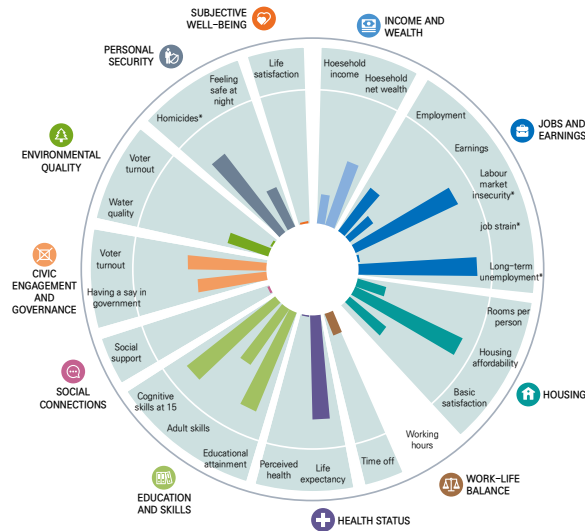 SUBJECTIVE
WELL-BEING
INCOME AND
WEALTH
PERSONAL
SECURITY
Life
satisfaction
Hosehold
income
Hosehold
net wealth
Feeling
safe at
night
Homicides*
Employment
JOBS AND
EARNINGS
Earnings
Labour
market
insecurity*
job strain*
Long-term
unemployment*
ENVIRONMENTAL
QUALITY
Voter
turnout
Water
quality
CIVIC
ENGAGEMENT
AND
GOVERNANCE
Voter
turnout
Having a say in
government
Rooms per
person
Housing
affordability
Basic
satisfaction
HOUSING
SOCIAL
CONNECTIONS
Social
support
Cognitive
skills at 15
Adult skills
Educational
attainment
EDUCATION
AND SKILLS
Perceived
health
Life
expectancy
HEALTH STATUS
Time off
Working
hours
WORK-LIFE
BALANCE